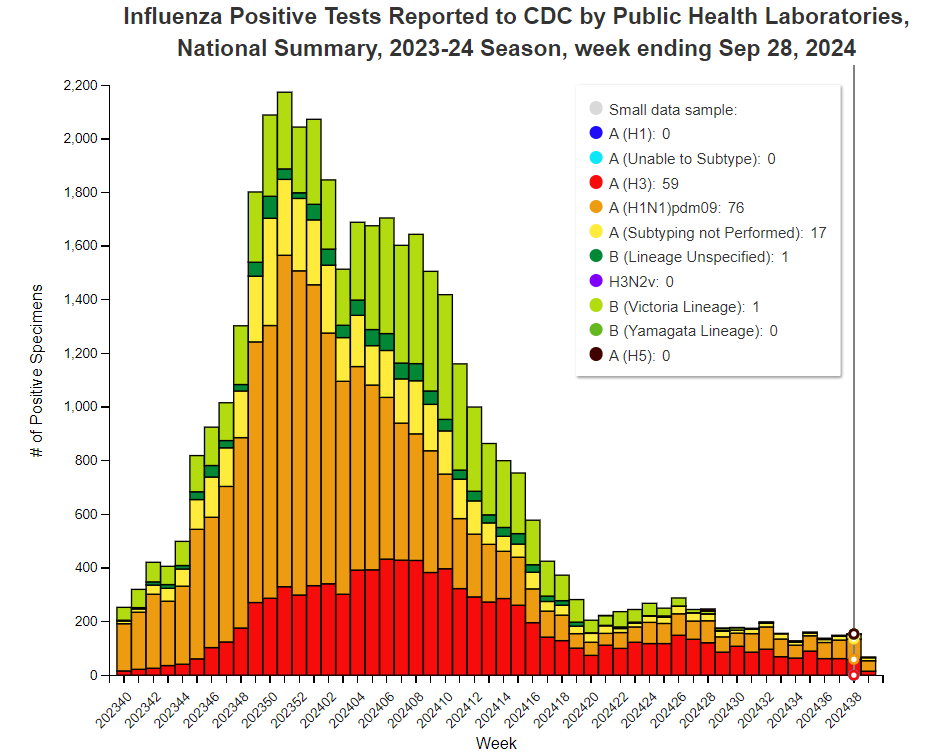 Influenza Positive Tests Reported to CDC by Public Health Laboratories,
National Summary, 2023-24 Season, week ending Sep 28, 2024
Small data sample:
A (H1): 0
A (Unable to Subtype): 0
A (H3): 59
A (H1N1)pdm09: 76
A (Subtyping not Performed): 17
B (Lineage Unspecified): 1
H3N2v: 0
B (Victoria Lineage): 1
B (Yamagata Lineage): 0
A (H5): 0
# of Positive Specimens
2,200
2,000
1,800
1,600
1,400
1,200
1,000
800
600
400
200
0
202340
202342
202344
202346
202348
202350
202352
202402
202404
202406
202408
202410
202412
202414
202416
202418
202420
202422
202424
202426
202428
202430
202432
202434
202436
202438
Week